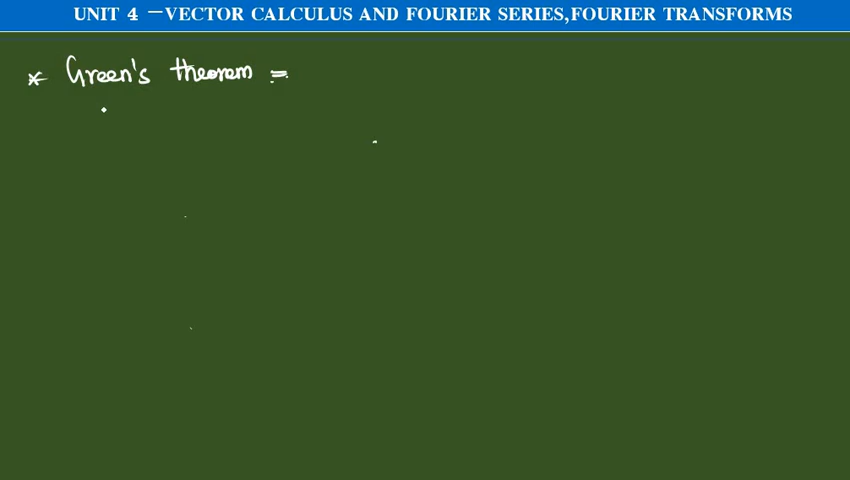 UNIT 4 –VECTOR CALCULUS AND FOURIER SERIES,FOURIER TRANSFORMS
* Green's theorem =